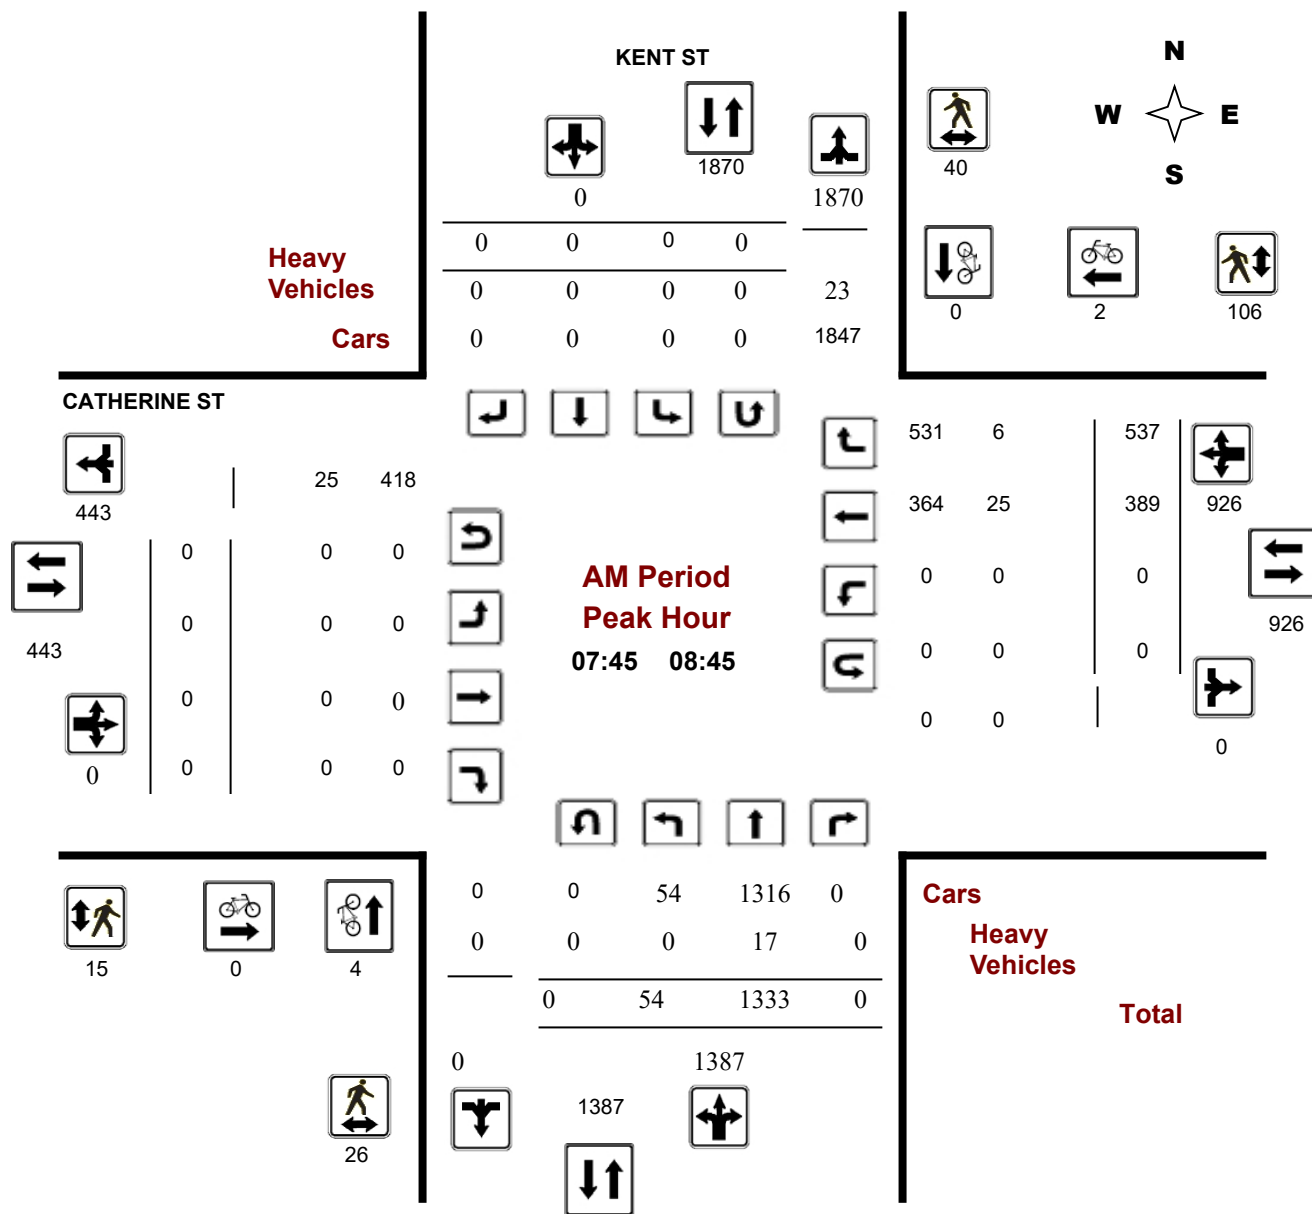 KENT ST
N
W E
S
1870
40
0 1870
0 0 0 0
Heavy
Vehicles
0 0 0 0 23
Cars
0 0 0 0 1847
0 2 106
CATHERINE ST
531 6 537
25 418
443
364 25 389 926
0 0 0
0 0 0
AM Period
Peak Hour
07:45 08:45
0 0 0
0 0 0
443
926
0 0 0
0 0
0
0 0 0
0
0 0 54 1316 0
Cars
0 0 0 17 0
Heavy
Vehicles
15 0 4
0 54 1333 0
Total
0 1387
1387
26